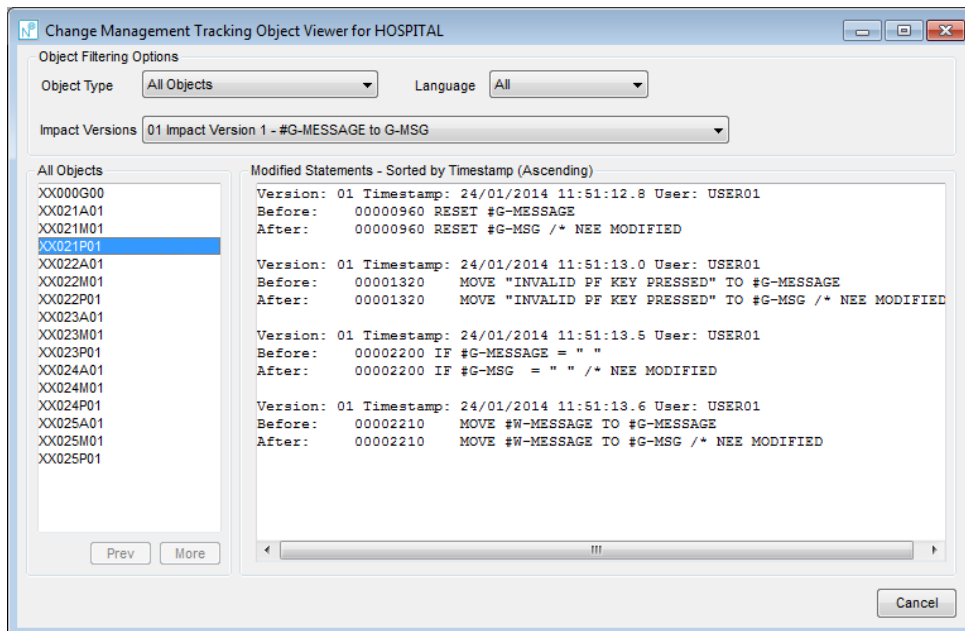 Change Management Tracking Object Viewer for HOSPITAL
Object Filtering Options
Object Type All Objects Language All
Impact Versions 01 Impact Version 1 - #G-MESSAGE to G-MSG
All Objects
XX000G00
XX021A01
XX021M01
XX021P01
XX022A01
XX022M01
XX022P01
XX023A01
XX023M01
XX023P01
XX024A01
XX024M01
XX024P01
XX025A01
XX025M01
XX025P01
Prev More
Modified Statements - Sorted by Timestamp (Ascending)
Version: 01 Timestamp: 24/01/2014 11:51:12.8 User: USER01
Before: 00000960 RESET #G-MESSAGE
After: 00000960 RESET #G-MSG /* NEE MODIFIED
Version: 01 Timestamp: 24/01/2014 11:51:13.0 User: USER01
Before: 00001320 MOVE "INVALID PF KEY PRESSED" TO #G-MESSAGE
After: 00001320 MOVE "INVALID PF KEY PRESSED" TO #G-MSG /* NEE MODIFIED
Version: 01 Timestamp: 24/01/2014 11:51:13.5 User: USER01
Before: 00002200 IF #G-MESSAGE = " "
After: 00002200 IF #G-MSG = " " /* NEE MODIFIED
Version: 01 Timestamp: 24/01/2014 11:51:13.6 User: USER01
Before: 00002210 MOVE #W-MESSAGE TO #G-MESSAGE
After: 00002210 MOVE #W-MESSAGE TO #G-MSG /* NEE MODIFIED
Cancel